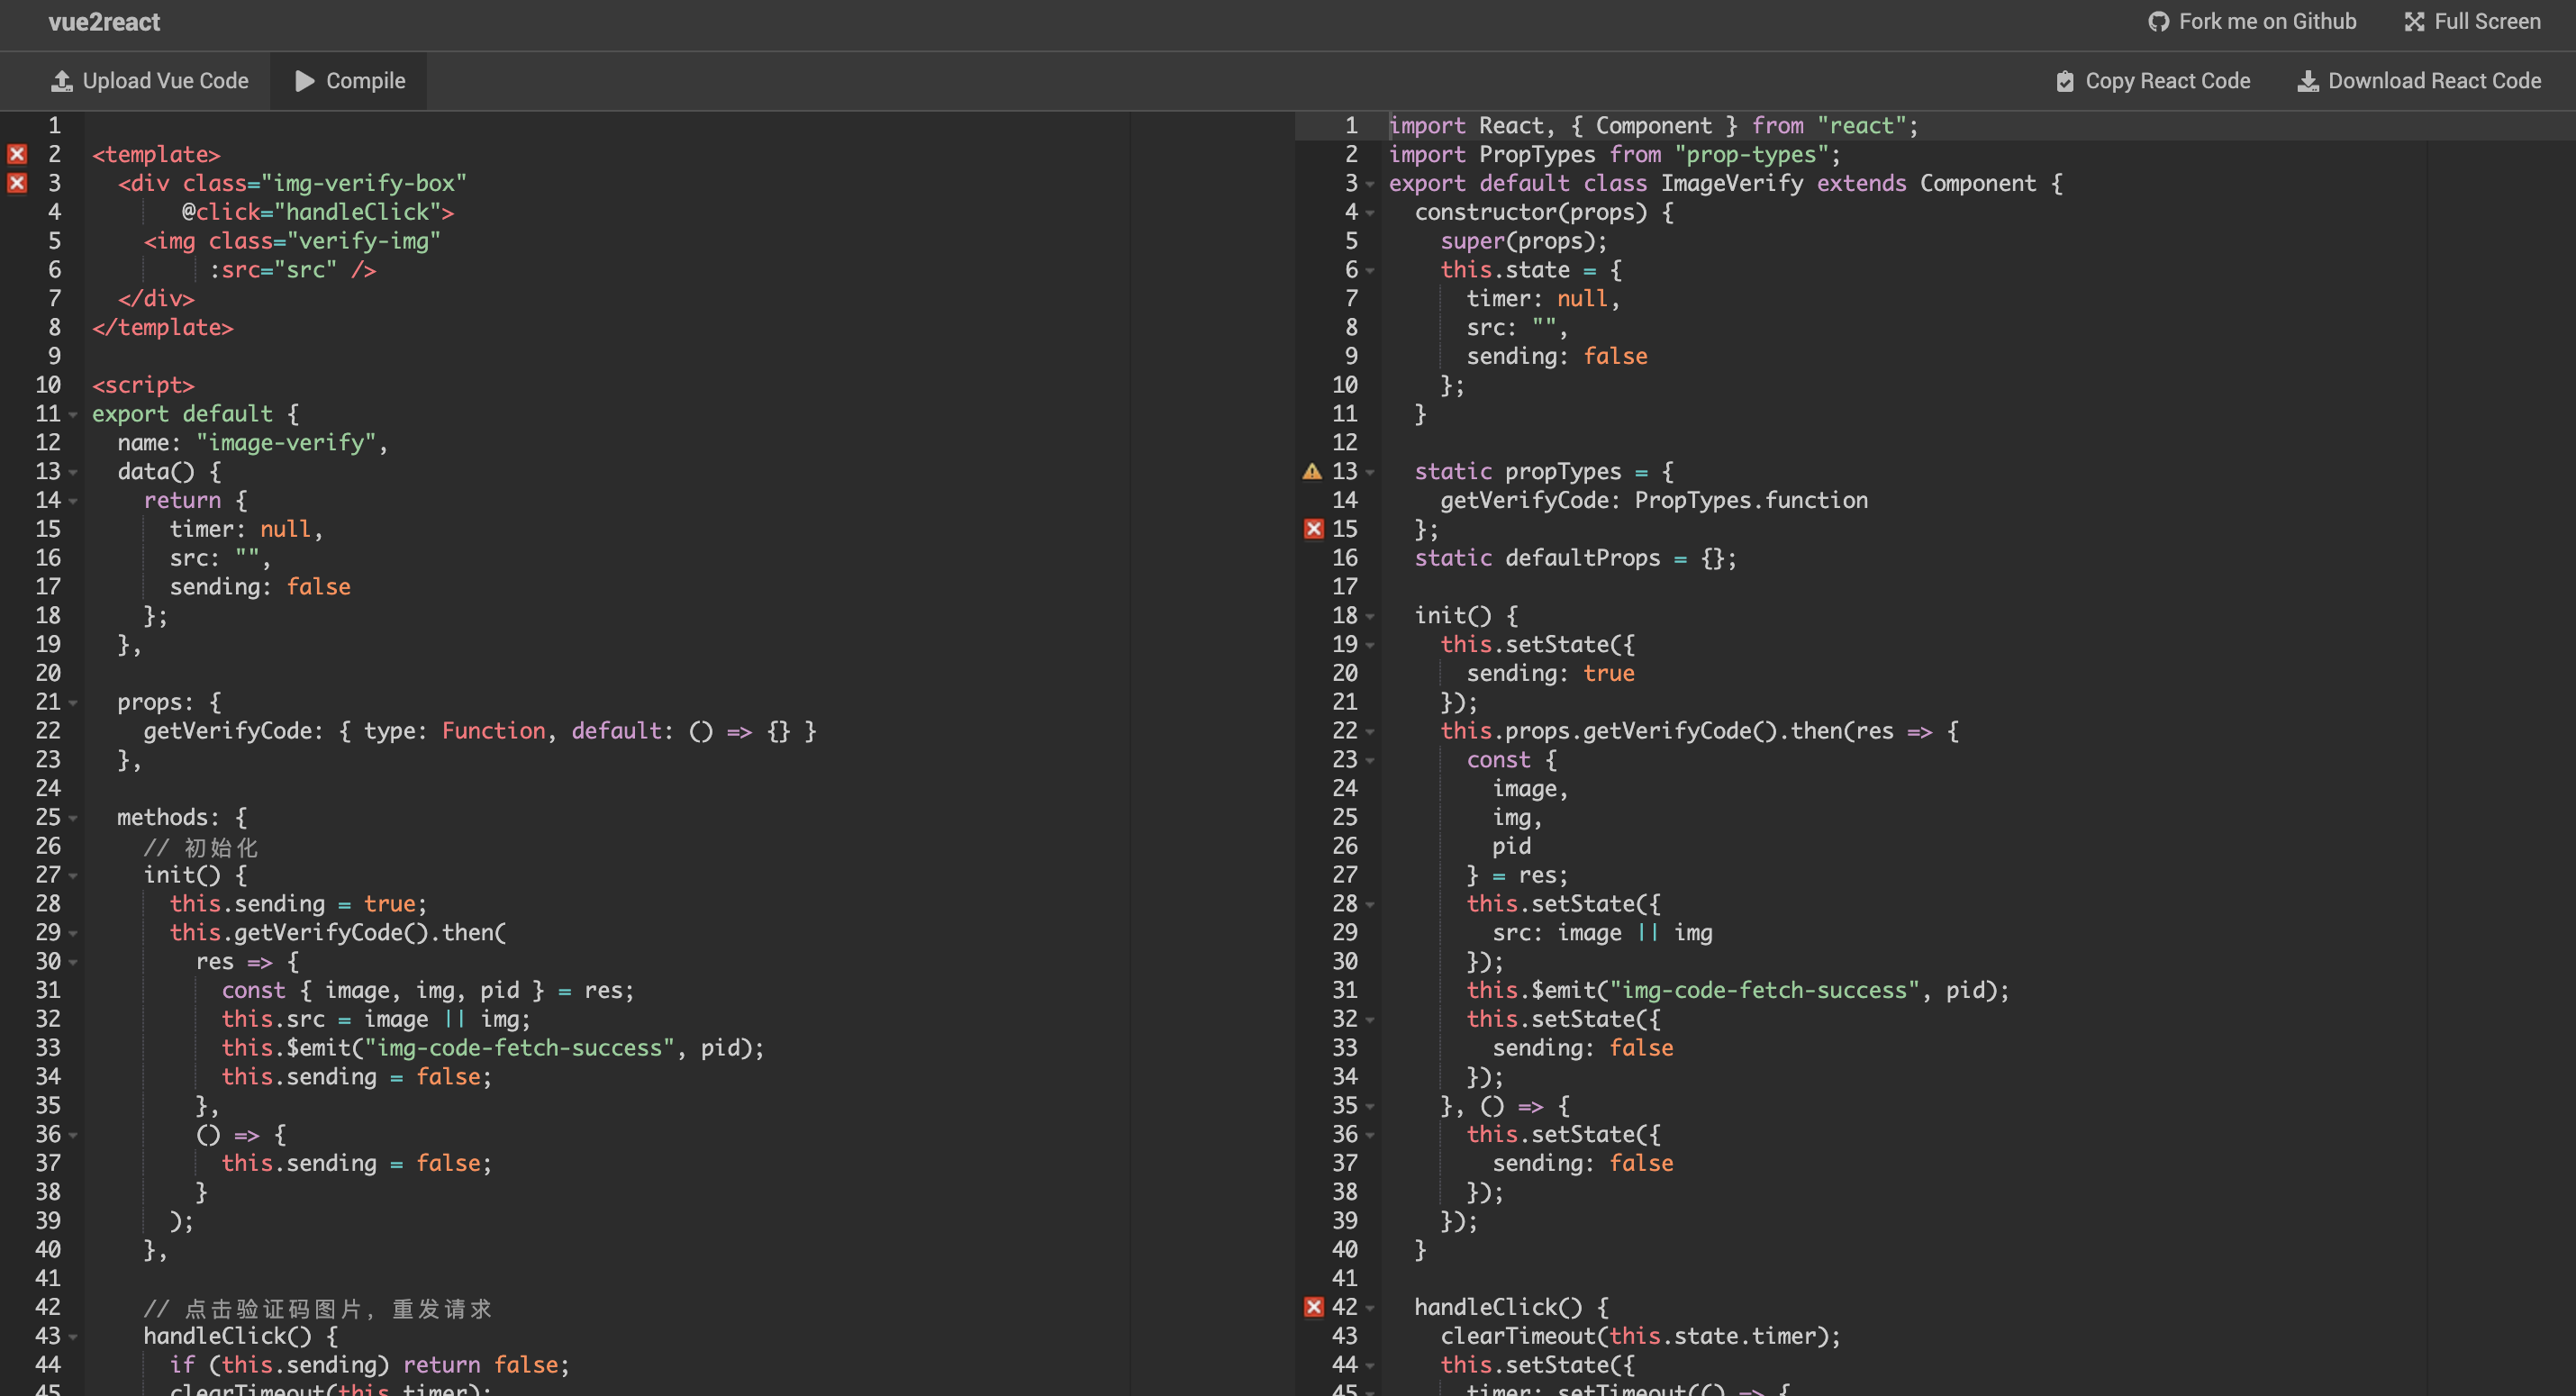 vue2react
Fork me on Github
Full Screen
Upload Vue Code
Compile
Copy React Code
Download React Code
1
2 <template>
3 <div class="img-verify-box"
4 @click="handleClick">
5 <img class="verify-img"
6 :src="src" />
7 </div>
8 </template>
9
10 <script>
11 export default {
12 name: "image-verify",
13 data() {
14 return {
15 timer: null,
16 src: "",
17 sending: false
18 };
19 },
20
21 props: {
22 getVerifyCode: { type: Function, default: () => {} }
23 },
24
25 methods: {
26 // 初始化
27 init() {
28 this.sending = true;
29 this.getVerifyCode().then(
30 res => {
31 const { image, img, pid } = res;
32 this.src = image || img;
33 this.$emit("img-code-fetch-success", pid);
34 this.sending = false;
35 },
36 () => {
37 this.sending = false;
38 }
39 );
40 },
41
42 // 点击验证码图片，重发请求
43 handleClick() {
44 if (this.sending) return false;
45 clearTimeout(this.timer);
1 import React, { Component } from "react";
2 import PropTypes from "prop-types";
3 export default class ImageVerify extends Component {
4 constructor(props) {
5 super(props);
6 this.state = {
7 timer: null,
8 src: "",
9 sending: false
10 };
11 }
12
13 static propTypes = {
14 getVerifyCode: PropTypes.function
15 };
16 static defaultProps = {};
17
18 init() {
19 this.setState({
20 sending: true
21 });
22 this.props.getVerifyCode().then(res => {
23 const {
24 image,
25 img,
26 pid
27 } = res;
28 this.setState({
29 src: image || img
30 });
31 this.$emit("img-code-fetch-success", pid);
32 this.setState({
33 sending: false
34 });
35 }, () => {
36 this.setState({
37 sending: false
38 });
39 });
40 }
41
42 handleClick() {
43 clearTimeout(this.state.timer);
44 this.setState({
45 timer: setTimeout(() => {